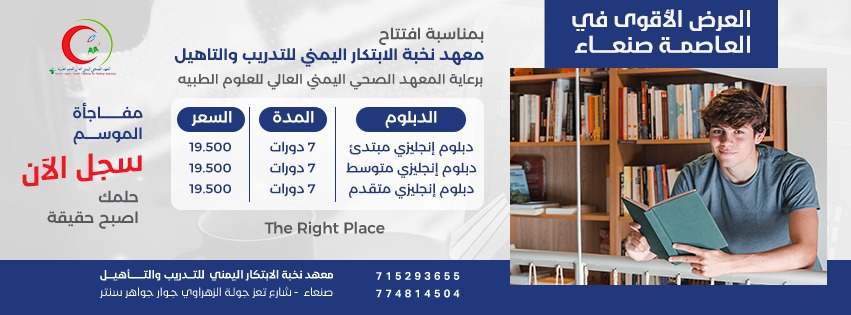 العرض الأقوى في
العاصمة صنعاء
بمناسبة افتتاح
معهد نخبة الابتكار اليمني للتدريب والتاهيل
برعاية المعهد الصحي اليمني العالي للعلوم الطبيه
الدبلوم المدة السعر
دبلوم إنجليزي مبتدئ 7 دورات 19.500
دبلوم إنجليزي متوسط 7 دورات 19.500
دبلوم إنجليزي متقدم 7 دورات 19.500
The Right Place
مفاجأة
الموسم
سجل الآن
حلمك
اصبح حقيقة
715293655
774814504
معهد نخبة الابتكار اليمني للتدريب والتأهيل
صنعاء - شارع تعز جولة الزهراوي جوار جواهر سنتر